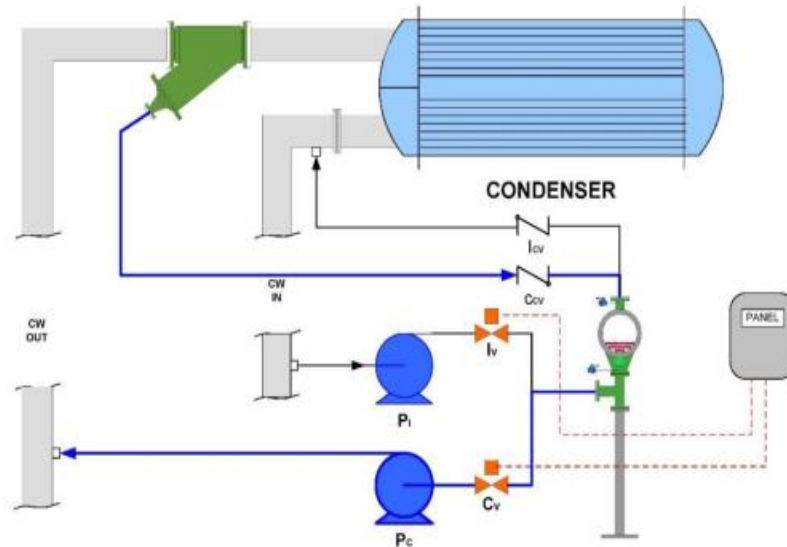 CONDENSER
ICV
CCV
CW
IN
CW
OUT
PANEL
IV
PI
CV
PC